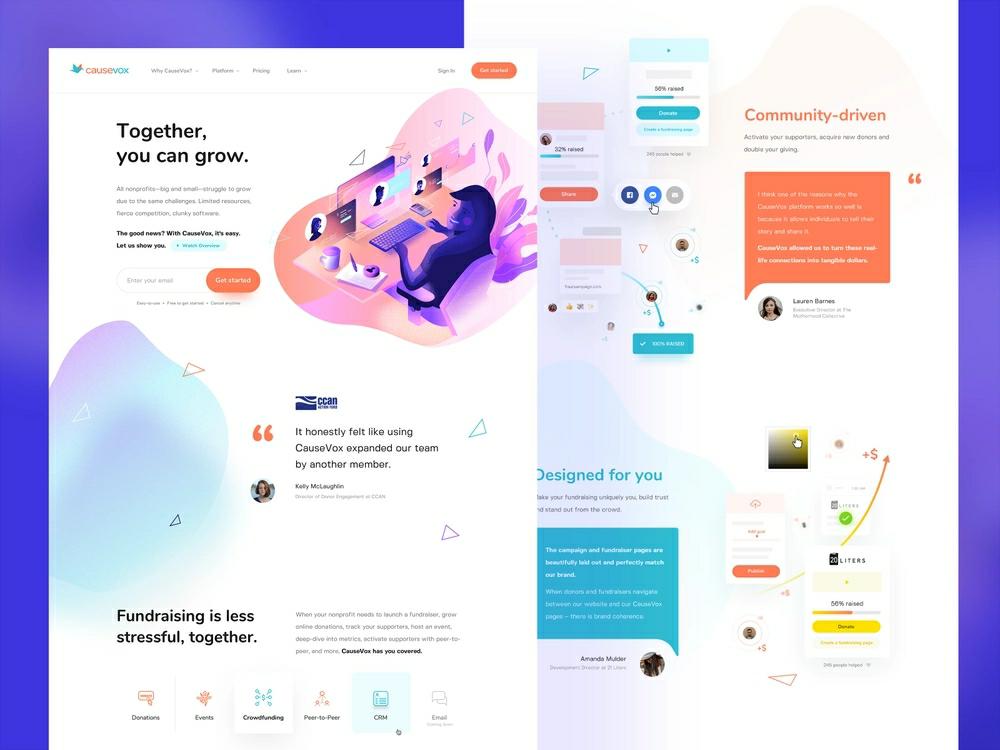 causevox
Why CauseVox?
Platform
Pricing
Learn
Sign In
Get started
Together,
you can grow.
All nonprofits—big and small—struggle to grow
due to the same challenges. Limited resources,
fierce competition, clunky software.
The good news? With CauseVox, it's easy.
Let us show you.
Watch Overview
Enter your email
Get started
Easy-to-use • Free to get started • Cancel anytime
ccan
ACTION FUND
It honestly felt like using
CauseVox expanded our team
by another member.
Kelly McLaughlin
Director of Donor Engagement at CCAN
Fundraising is less
stressful, together.
When your nonprofit needs to launch a fundraiser, grow
online donations, track your supporters, host an event,
deep-dive into metrics, activate supporters with peer-to-
peer, and more. CauseVox has you covered.
Donations
Events
Crowdfunding
Peer-to-Peer
CRM
Email
Coming Soon
56% raised
Donate
Create a fundraising page
245 people helped
32% raised
Share
+$
+$
100% RAISED
Community-driven
Activate your supporters, acquire new donors and
double your giving.
I think one of the reasons why the
CauseVox platform works so well is
because it allows individuals to tell their
story and share it.
CauseVox allowed us to turn these real-
life connections into tangible dollars.
Lauren Barnes
Executive Director at The
Motherhood Collective
Designed for you
Make your fundraising uniquely you, build trust
and stand out from the crowd.
The campaign and fundraiser pages are
beautifully laid out and perfectly match
our brand.
When donors and fundraisers navigate
between our website and our CauseVox
pages – there is brand coherence.
Amanda Mulder
Development Director at 21 Liters
+$
Add goal
Publish
LITERS
+$
+$
20 LITERS
56% raised
Donate
Create a fundraising page
245 people helped